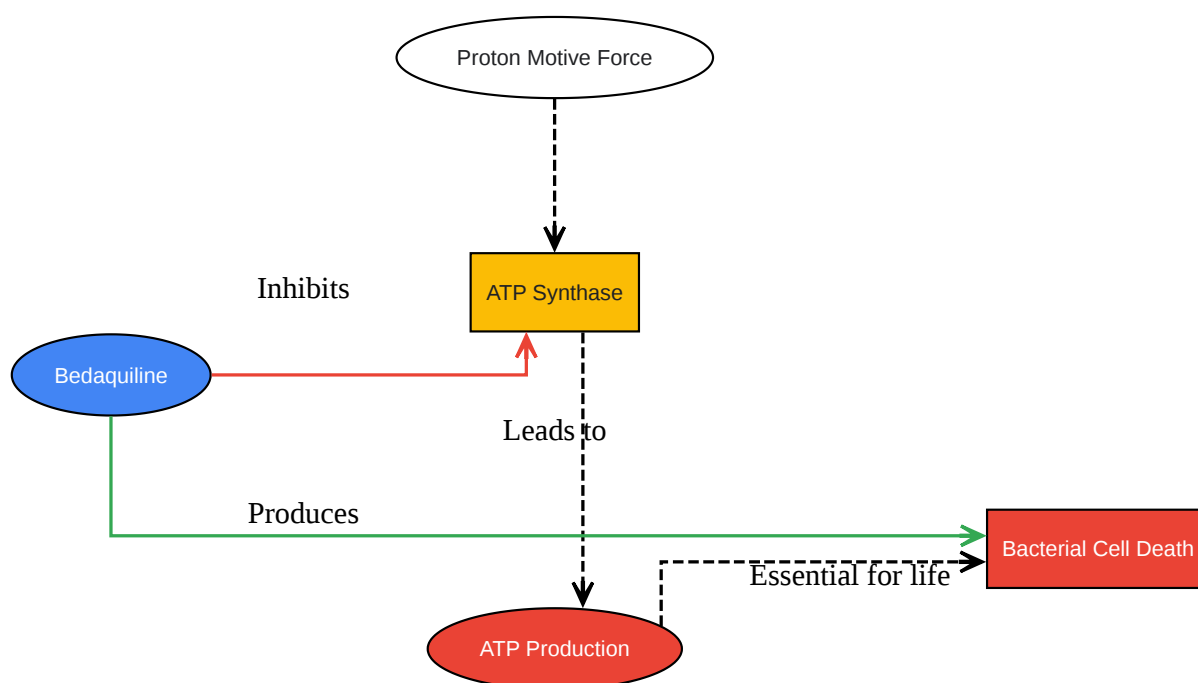 Proton Motive Force
Inhibits
ATP Synthase
Bedaquiline
Leads to
Produces
Bacterial Cell Death
Essential for life
ATP Production